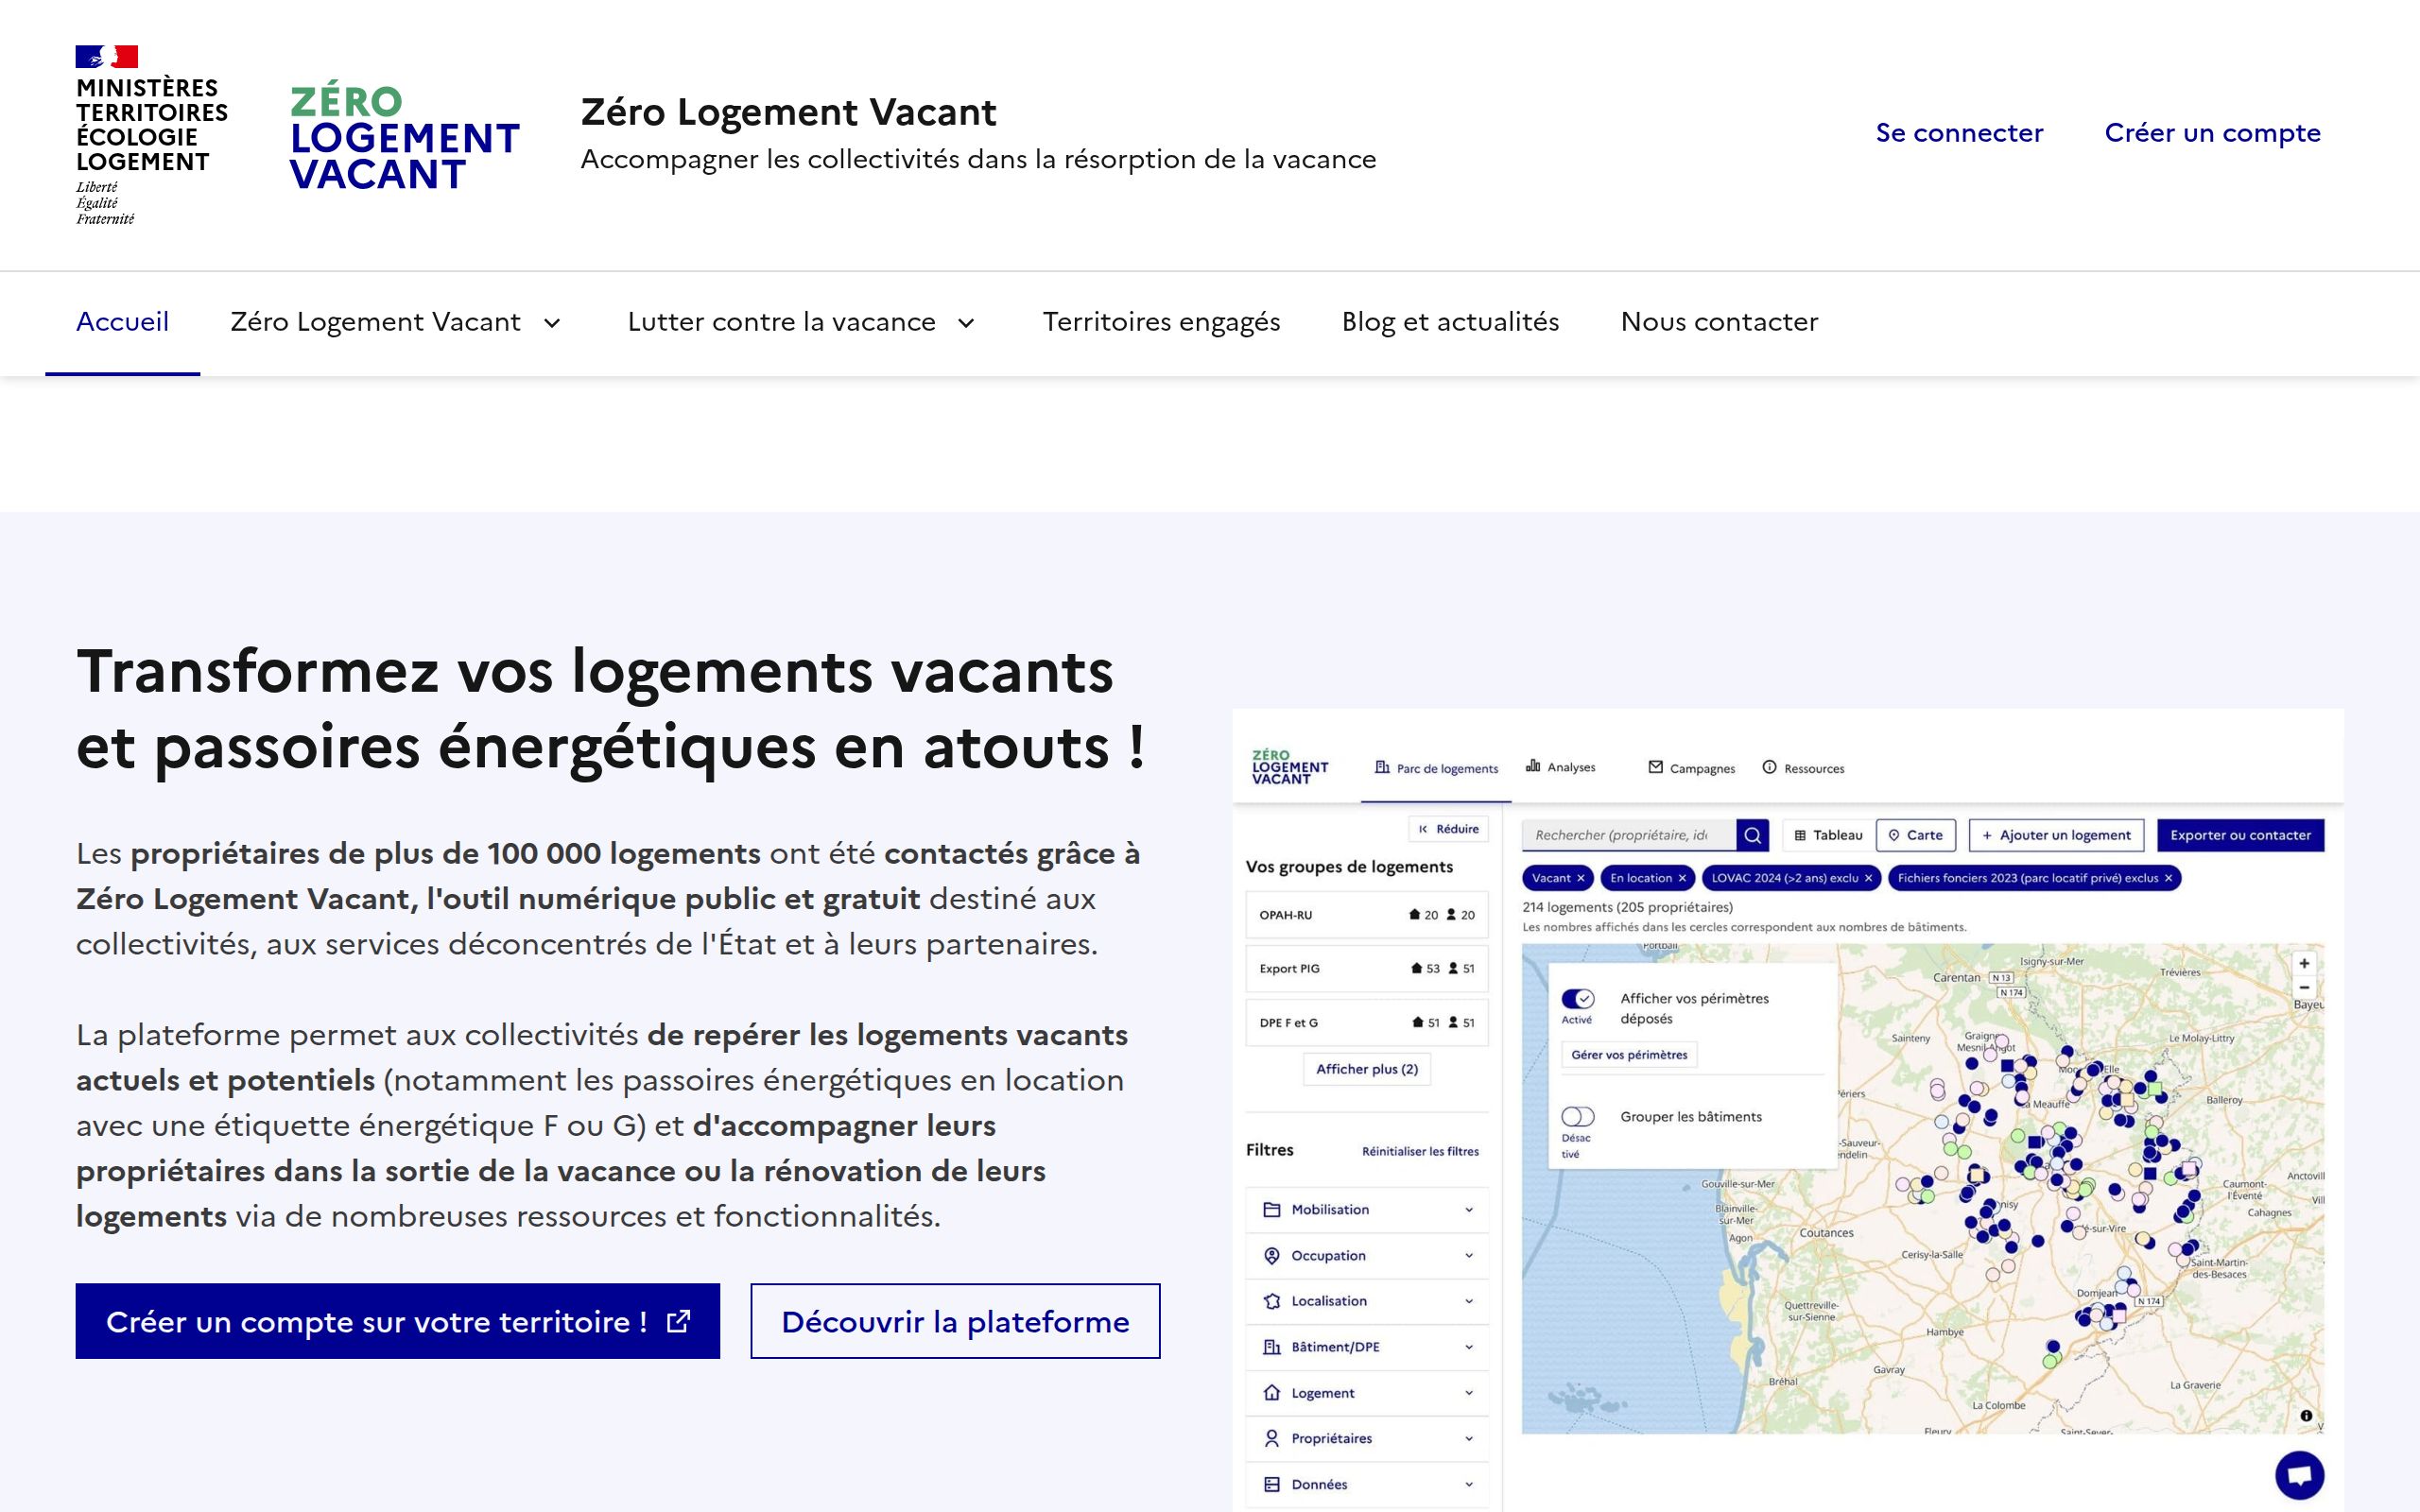 MINISTÈRES
TERRITOIRES
ÉCOLOGIE
LOGEMENT
Liberté
Égalité
Fraternité
ZÉRO
LOGEMENT
VACANT
Zéro Logement Vacant
Accompagner les collectivités dans la résorption de la vacance
Se connecter
Créer un compte
Accueil
Zéro Logement Vacant
Lutter contre la vacance
Territoires engagés
Blog et actualités
Nous contacter
Transformez vos logements vacants
et passoires énergétiques en atouts !
Les propriétaires de plus de 100 000 logements ont été contactés grâce à
Zéro Logement Vacant, l'outil numérique public et gratuit destiné aux
collectivités, aux services déconcentrés de l'État et à leurs partenaires.
La plateforme permet aux collectivités de repérer les logements vacants
actuels et potentiels (notamment les passoires énergétiques en location
avec une étiquette énergétique F ou G) et d'accompagner leurs
propriétaires dans la sortie de la vacance ou la rénovation de leurs
logements via de nombreuses ressources et fonctionnalités.
Créer un compte sur votre territoire !
Découvrir la plateforme
ZÉRO
LOGEMENT
VACANT
Parc de logements
Analyses
Campagnes
Ressources
Réduire
Vos groupes de logements
OPAH-RU 20 20
Export PIG 53 51
DPE F et G 51 51
Afficher plus (2)
Filtres
Réinitialiser les filtres
Mobilisation
Occupation
Localisation
Bâtiment/DPE
Logement
Propriétaires
Données
Rechercher (propriétaire, id
Tableau
Carte
+ Ajouter un logement
Exporter ou contacter
Vacant ×
En location ×
LOVAC 2024 (>2 ans) exclu ×
Fichiers fonciers 2023 (parc locatif privé) exclus ×
214 logements (205 propriétaires)
Les nombres affichés dans les cercles correspondent aux nombres de bâtiments.
Afficher vos périmètres
déposés
Activé
Gérer vos périmètres
Grouper les bâtiments
Désac
tivé
Portbail
Isigny-sur-Mer
Carentan
N 13
Trévières
N 174
Bayeu
Sainteny
Le Molay-Littry
Balleroy
a Meauffe
Gouville-sur-Mer
Anctovill
Caumont-
l'Éventé
Cahagnes
Blainville-
sur-Mer
Agon
Coutances
Cerisy-la-Salle
Saint-Martin-
des-Besaces
Domjean
N 174
Quettreville-
sur-Sienne
Hambye
Gavray
Bréhal
La Graverie
La Colombe
Fleury
Saint-Sever-